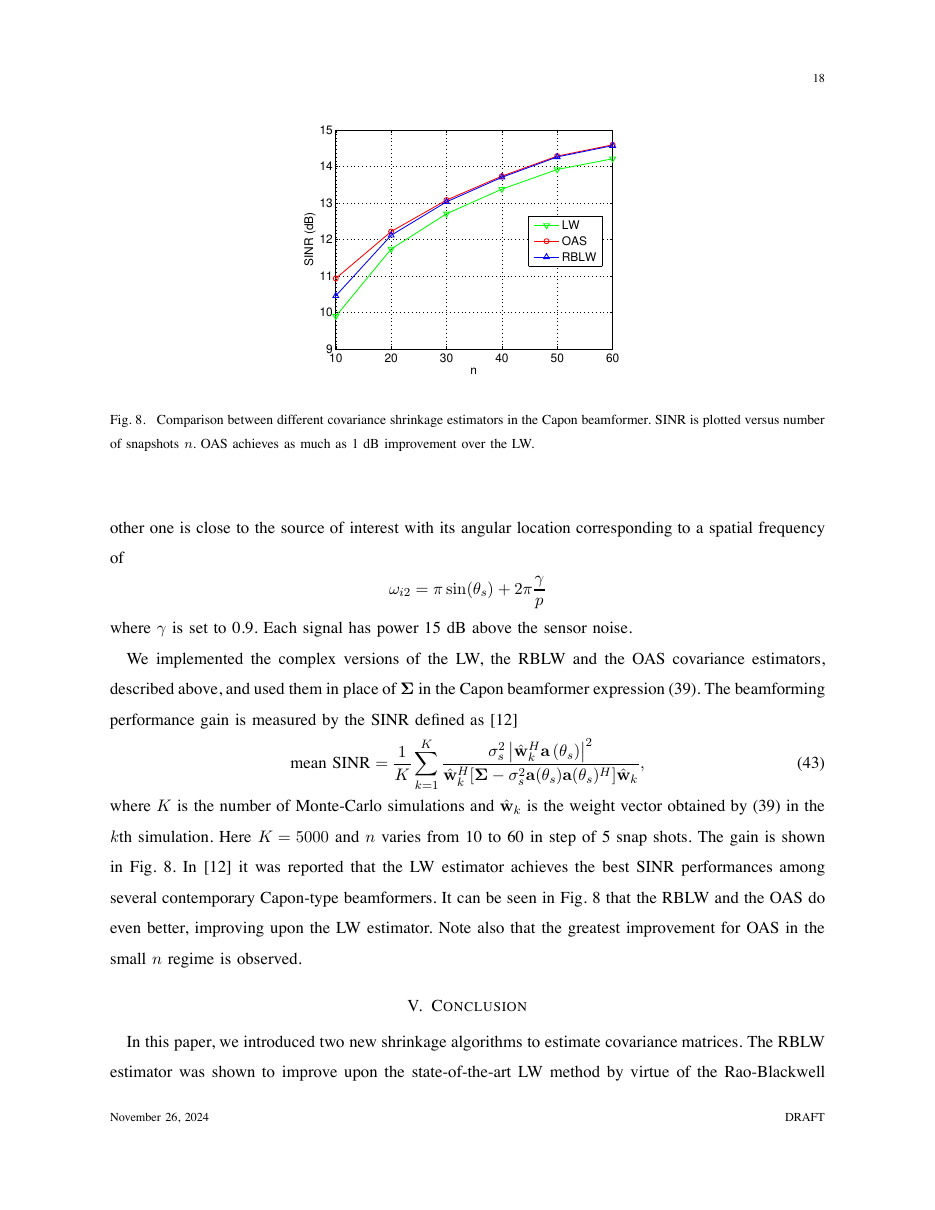 18
15
14
13
12
11
10
9
SINR (dB)
LW
OAS
RBLW
10 20 30 40 50 60
n
Fig. 8. Comparison between different covariance shrinkage estimators in the Capon beamformer. SINR is plotted versus number
of snapshots n. OAS achieves as much as 1 dB improvement over the LW.
other one is close to the source of interest with its angular location corresponding to a spatial frequency
of
ω_{i2} = π sin(θ_s) + 2π γ/p
where γ is set to 0.9. Each signal has power 15 dB above the sensor noise.
We implemented the complex versions of the LW, the RBLW and the OAS covariance estimators,
described above, and used them in place of Σ in the Capon beamformer expression (39). The beamforming
performance gain is measured by the SINR defined as [12]
mean SINR = \frac{1}{K} \sum_{k=1}^{K} \frac{σ_s^2 |ŵ_k^H a(θ_s)|^2}{ŵ_k^H [Σ − σ_s^2 a(θ_s)a(θ_s)^H] ŵ_k}, (43)
where K is the number of Monte-Carlo simulations and ŵ_k is the weight vector obtained by (39) in the
kth simulation. Here K = 5000 and n varies from 10 to 60 in step of 5 snap shots. The gain is shown
in Fig. 8. In [12] it was reported that the LW estimator achieves the best SINR performances among
several contemporary Capon-type beamformers. It can be seen in Fig. 8 that the RBLW and the OAS do
even better, improving upon the LW estimator. Note also that the greatest improvement for OAS in the
small n regime is observed.
V. CONCLUSION
In this paper, we introduced two new shrinkage algorithms to estimate covariance matrices. The RBLW
estimator was shown to improve upon the state-of-the-art LW method by virtue of the Rao-Blackwell
November 26, 2024 DRAFT